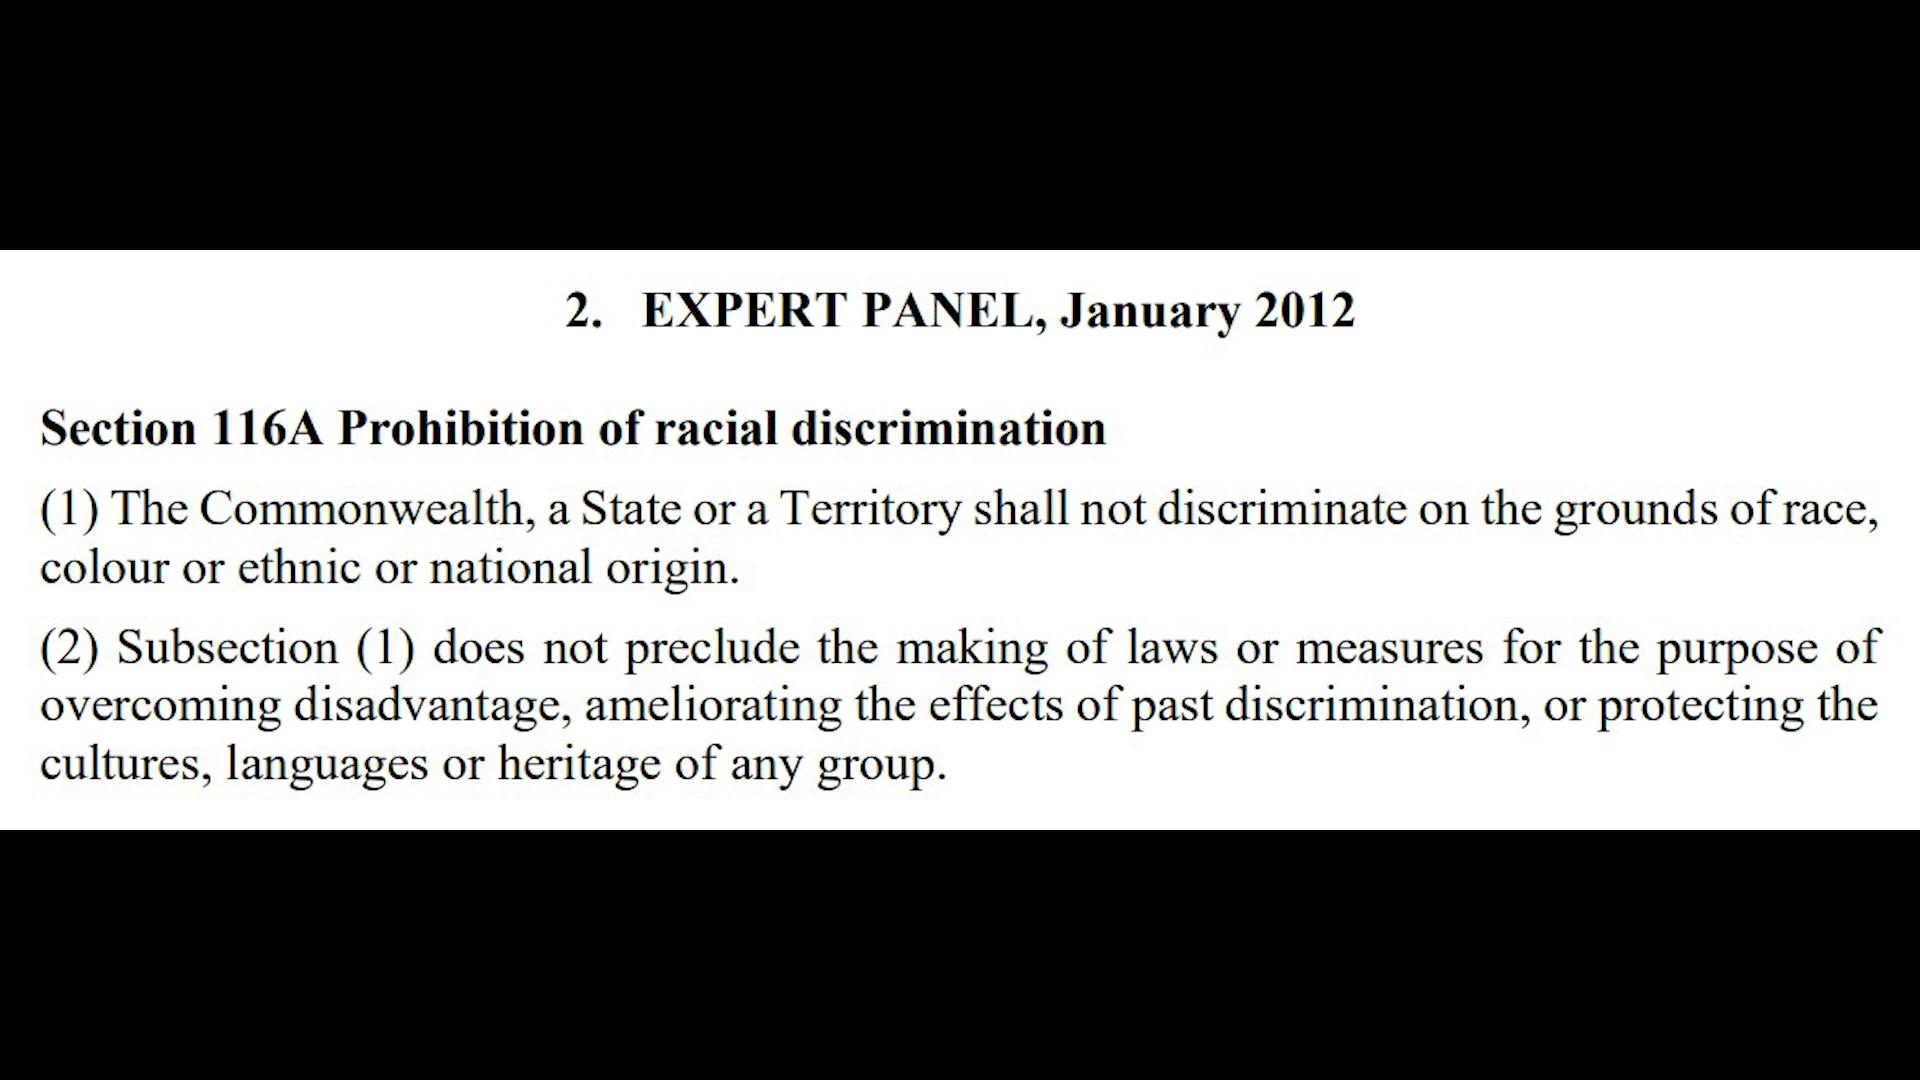 2. EXPERT PANEL, January 2012
Section 116A Prohibition of racial discrimination
(1) The Commonwealth, a State or a Territory shall not discriminate on the grounds of race,
colour or ethnic or national origin.
(2) Subsection (1) does not preclude the making of laws or measures for the purpose of
overcoming disadvantage, ameliorating the effects of past discrimination, or protecting the
cultures, languages or heritage of any group.